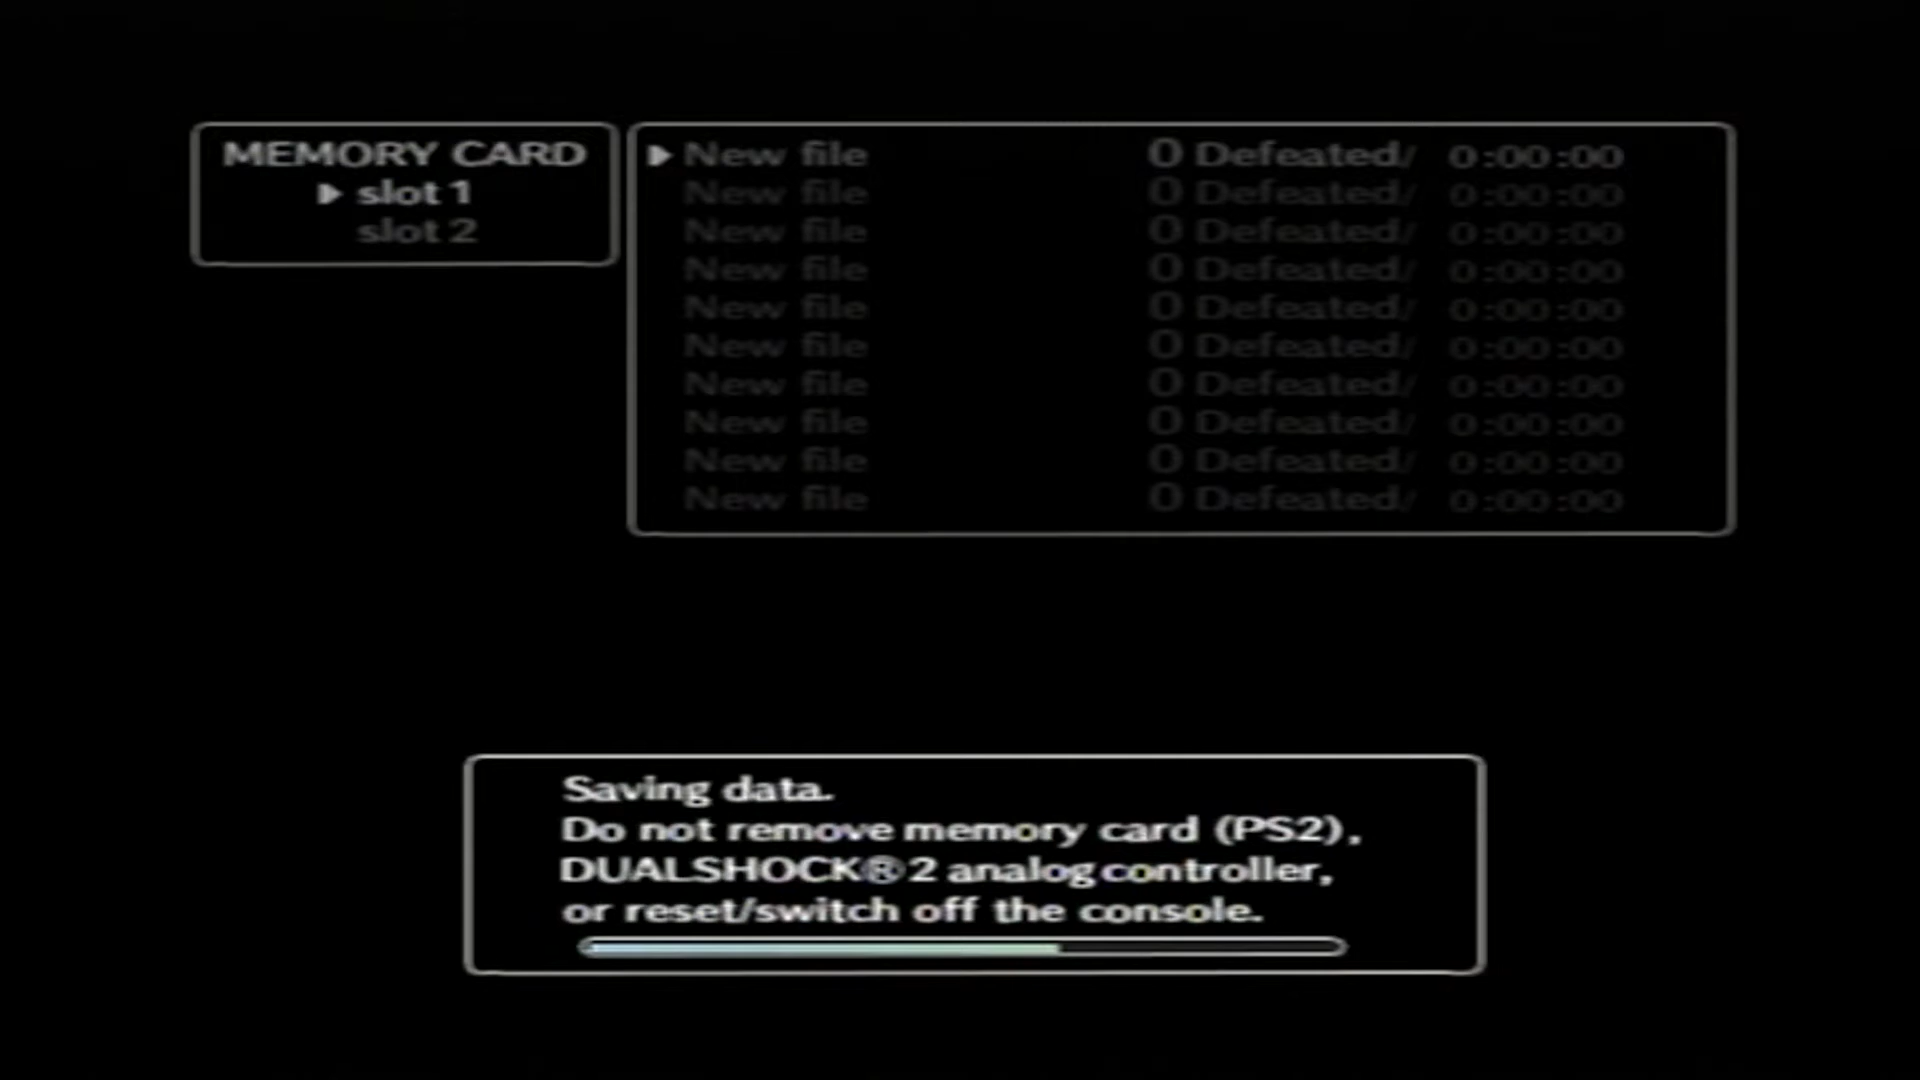 MEMORY CARD
slot 1
slot 2
New file 0 Defeated/ 0:00:00
New file 0 Defeated/ 0:00:00
New file 0 Defeated/ 0:00:00
New file 0 Defeated/ 0:00:00
New file 0 Defeated/ 0:00:00
New file 0 Defeated/ 0:00:00
New file 0 Defeated/ 0:00:00
New file 0 Defeated/ 0:00:00
New file 0 Defeated/ 0:00:00
New file 0 Defeated/ 0:00:00
Saving data.
Do not remove memory card (PS2),
DUALSHOCK®2 analog controller,
or reset/switch off the console.